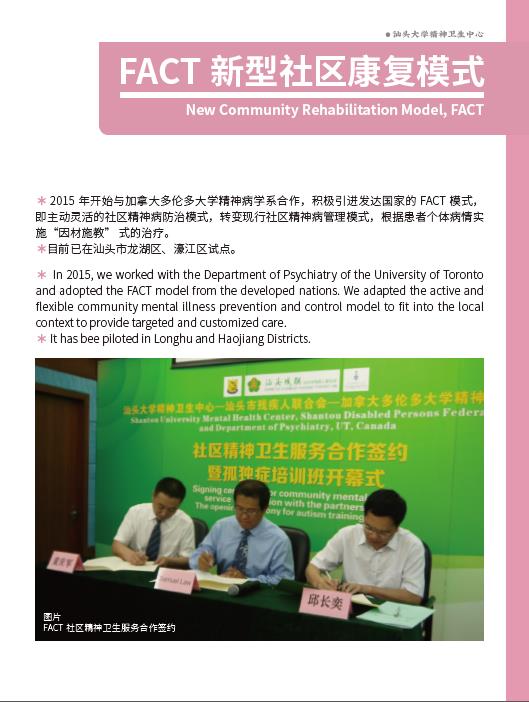 ●汕头大学精神卫生中心
FACT 新型社区康复模式
New Community Rehabilitation Model, FACT
＊ 2015 年开始与加拿大多伦多大学精神病学系合作，积极引进发达国家的 FACT 模式，
即主动灵活的社区精神病防治模式，转变现行社区精神病管理模式，根据患者个体病情实
施“因材施教” 式的治疗。
＊目前已在汕头市龙湖区、濠江区试点。
＊ In 2015, we worked with the Department of Psychiatry of the University of Toronto
and adopted the FACT model from the developed nations. We adapted the active and
flexible community mental illness prevention and control model to fit into the local
context to provide targeted and customized care.
＊ It has bee piloted in Longhu and Haojiang Districts.
汕头残联
汕头大学精神卫生中心—汕头市残疾人联合会—加拿大多伦多大学精神
Shantou University Mental Health Center, Shantou Disabled Persons Federa
and Department of Psychiatry, UT, Canada
社区精神卫生服务合作签约
暨孤独症培训班开幕式
Signing for community mental
service with the partners
The opening ony for autism training
Samuel Law
邱长奕
图片
FACT 社区精神卫生服务合作签约